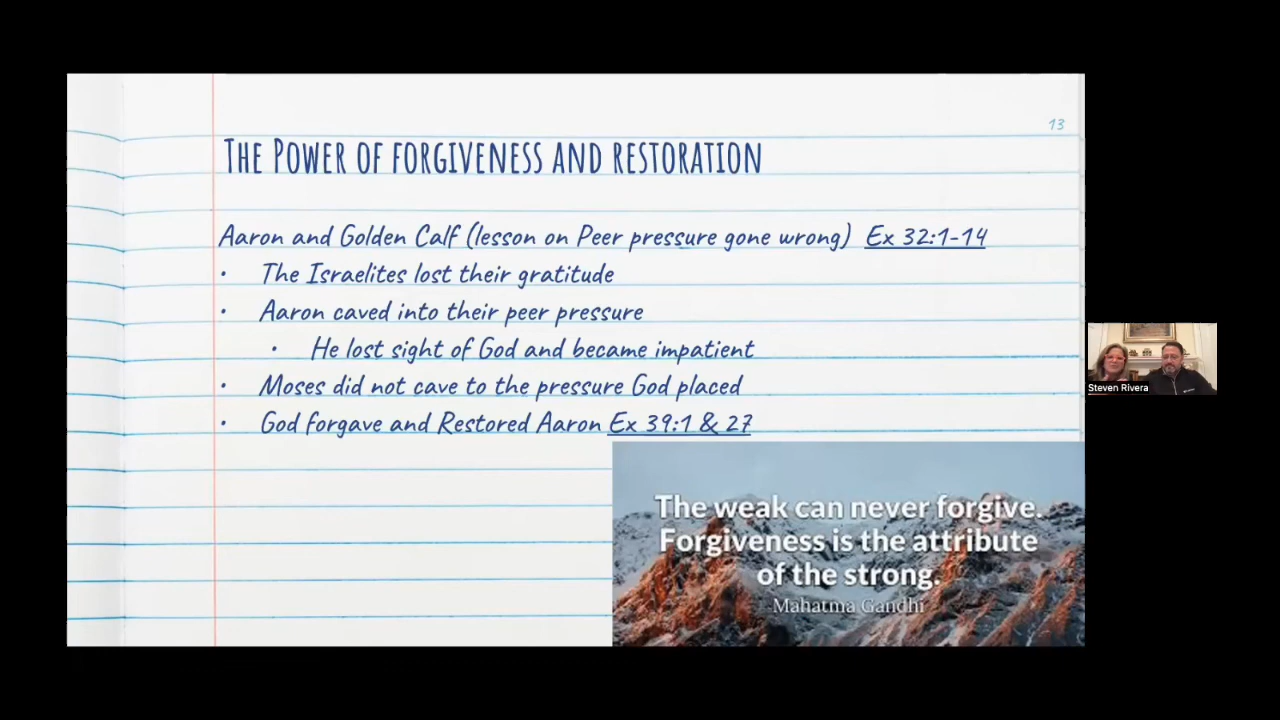 13
The Power of forgiveness and restoration
Aaron and Golden Calf (lesson on Peer pressure gone wrong) Ex 32:1-14
• The Israelites lost their gratitude
• Aaron caved into their peer pressure
• He lost sight of God and became impatient
• Moses did not cave to the pressure God placed
• God forgave and Restored Aaron Ex 39:1 & 27
The weak can never forgive.
Forgiveness is the attribute
of the strong.
Mahatma Gandhi
Steven Rivera